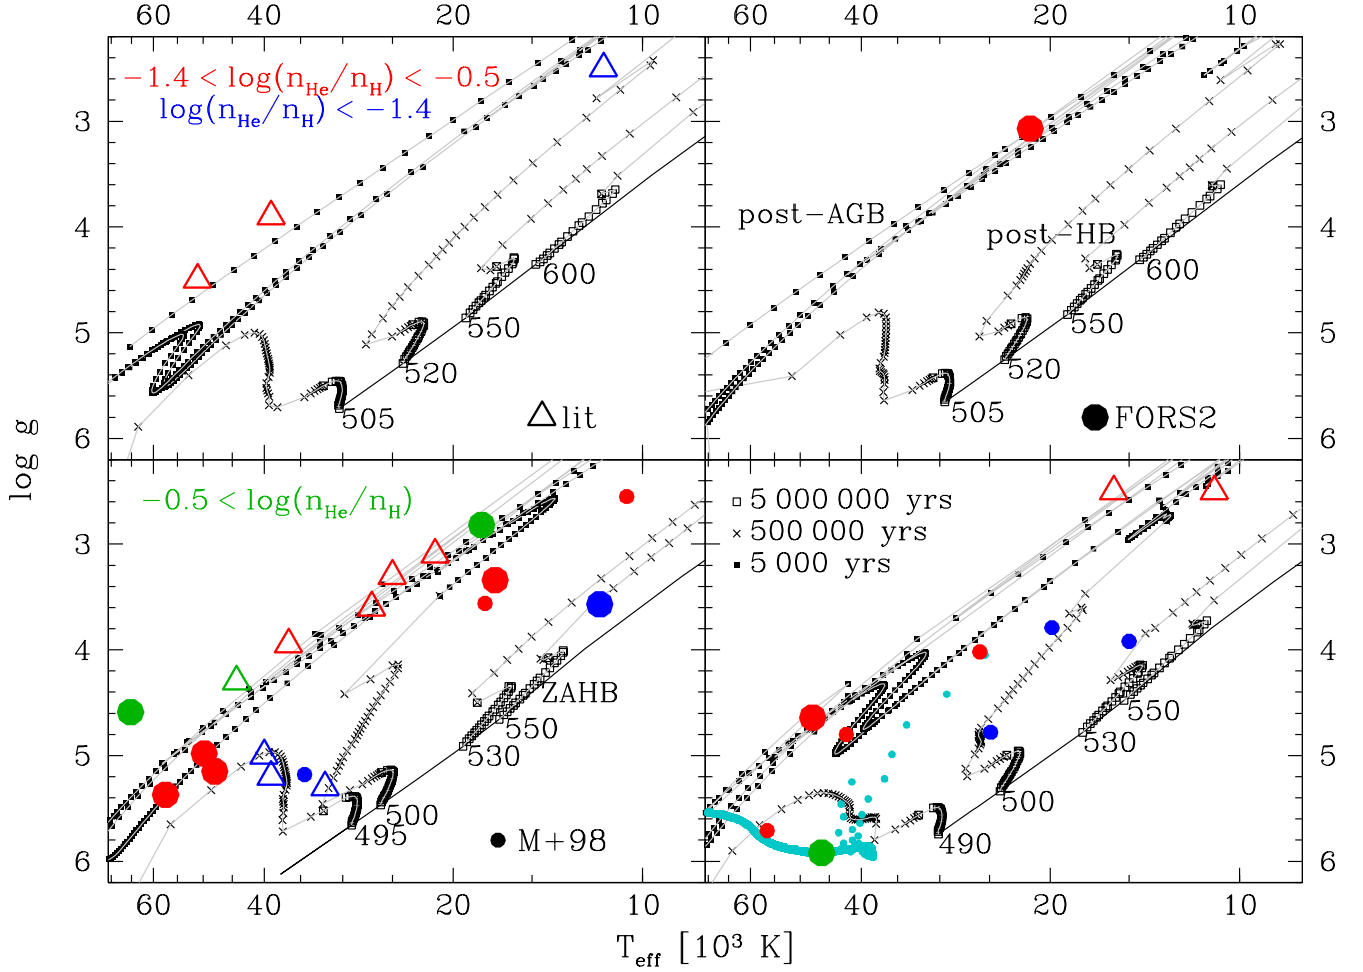 60 40 20 10 60 40 20 10
−1.4 < log(nHe/nH) < −0.5
log(nHe/nH) < −1.4
3
4
5
6
600
550
520
505
lit
post−AGB
post−HB
600
550
520
505
FORS2
3
4
5
6
log g
−0.5 < log(nHe/nH)
3
4
5
6
ZAHB
550
530
500
495
M+98
5 000 000 yrs
500 000 yrs
5 000 yrs
550
530
500
490
3
4
5
6
60 40 20 10 60 40 20 10
Teff [10³ K]